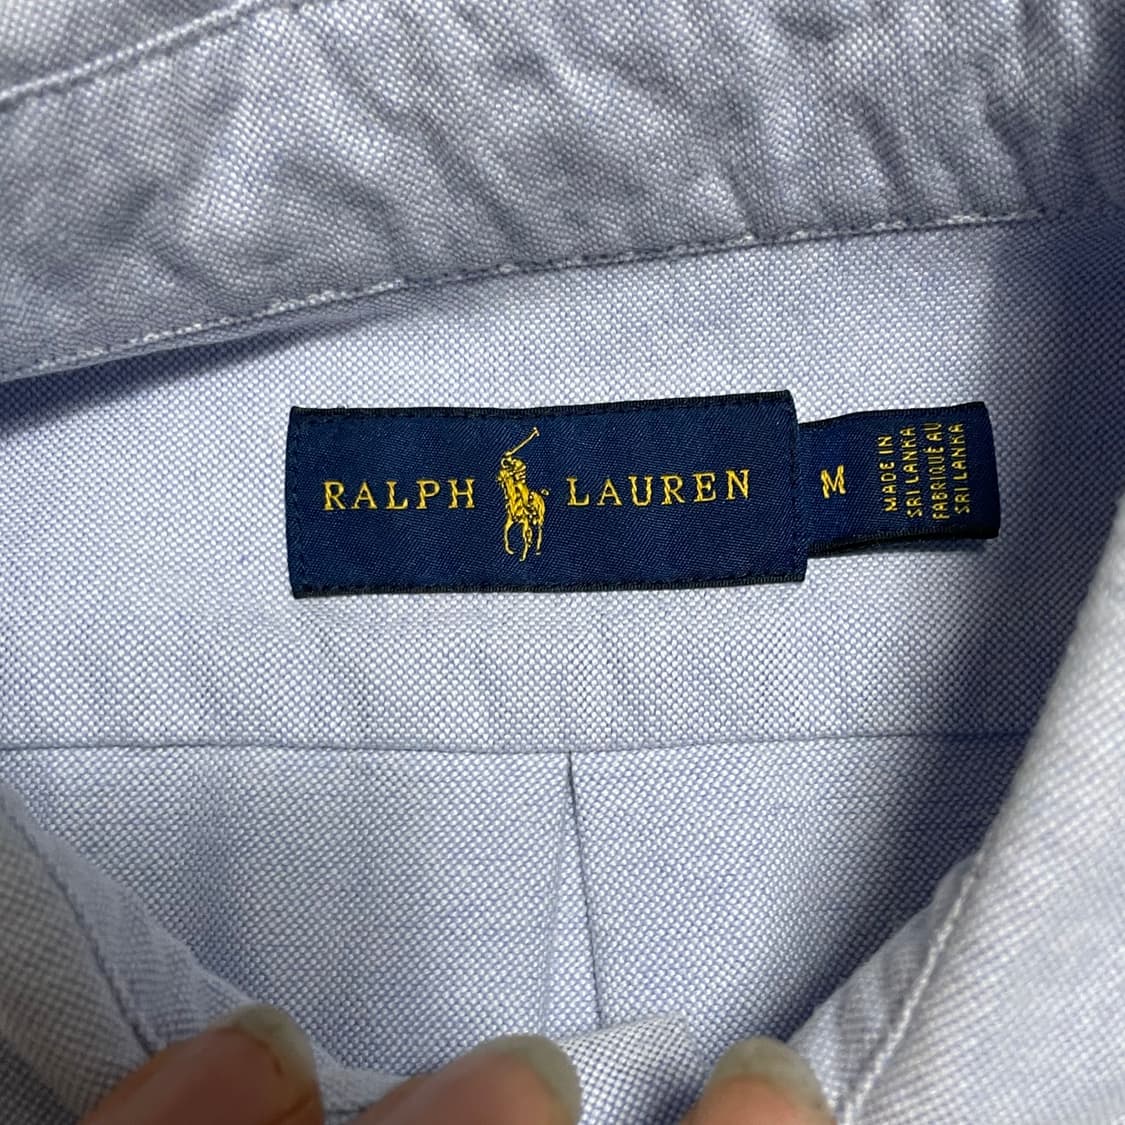 RALPH LAUREN
M
MADE IN
SRI LANKA
FABRIQUÉ AU
SRI LANKA